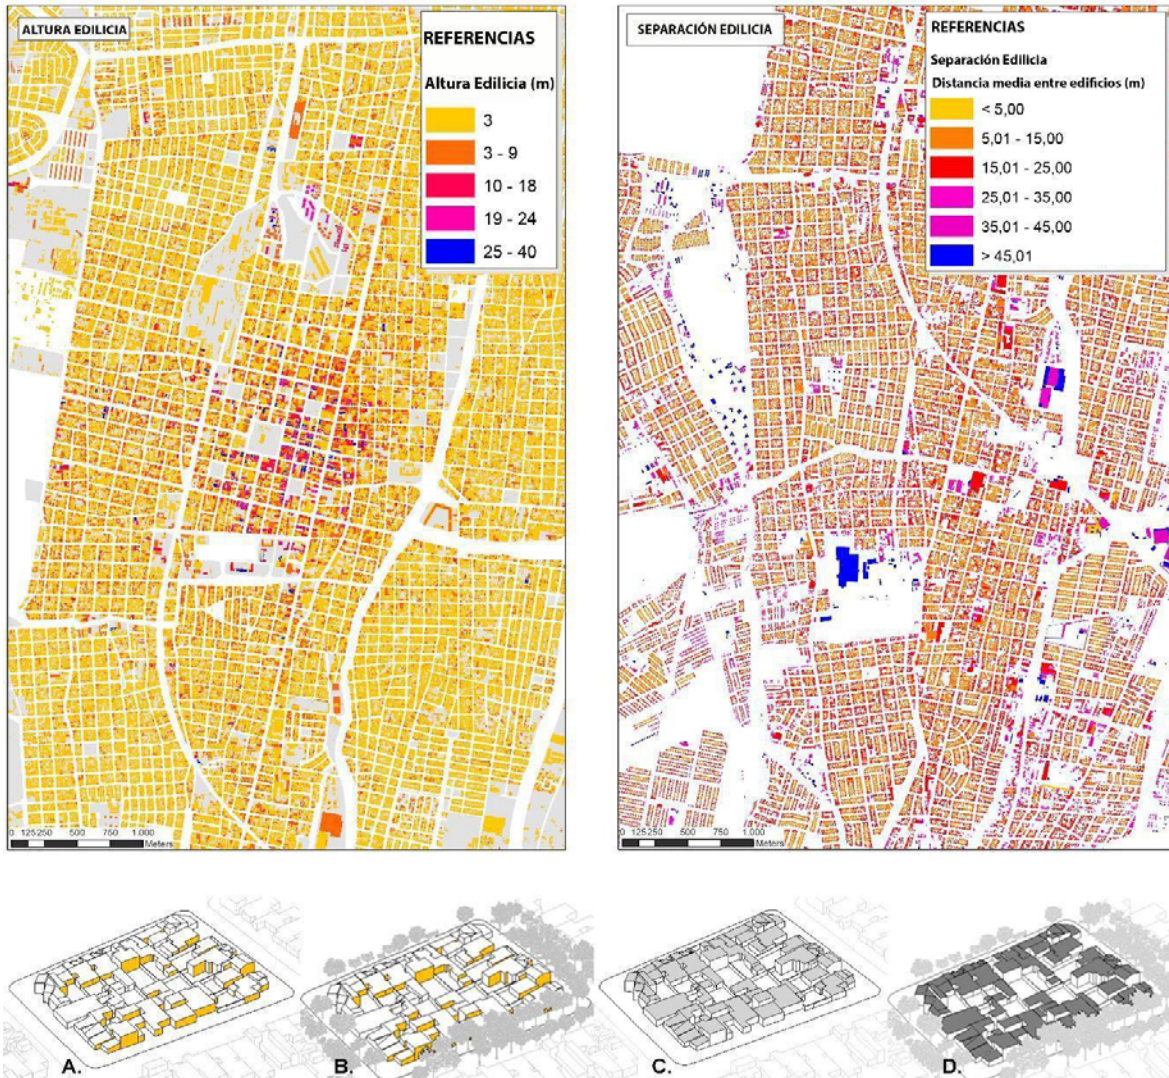 ALTURA EDILICIA
REFERENCIAS
Altura Edilicia (m)
3
3 - 9
10 - 18
19 - 24
25 - 40
0 125250 500 750 1.000
Meters
SEPARACIÓN EDILICIA
REFERENCIAS
Separación Edilicia
Distancia media entre edificios (m)
< 5,00
5,01 - 15,00
15,01 - 25,00
25,01 - 35,00
35,01 - 45,00
> 45,01
0 125250 500 750 1.000
Meters
A.
B.
C.
D.